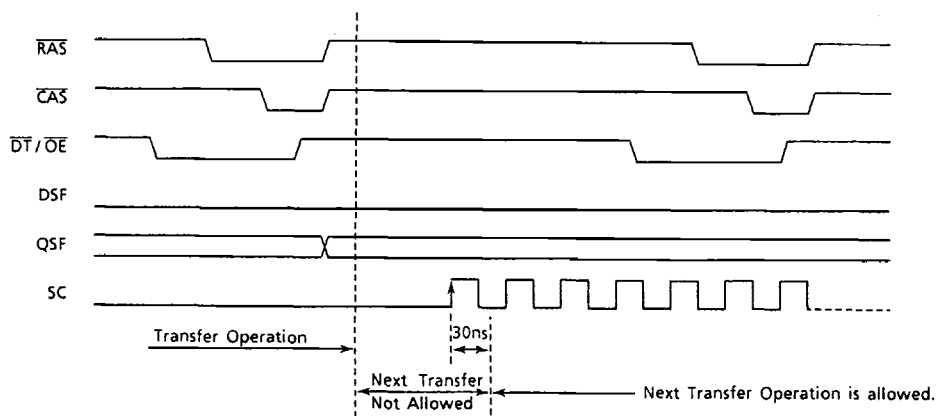 RAS
CAS
DT / OE
DSF
QSF
SC
30ns
Transfer Operation
Next Transfer
Not Allowed
Next Transfer Operation is allowed.